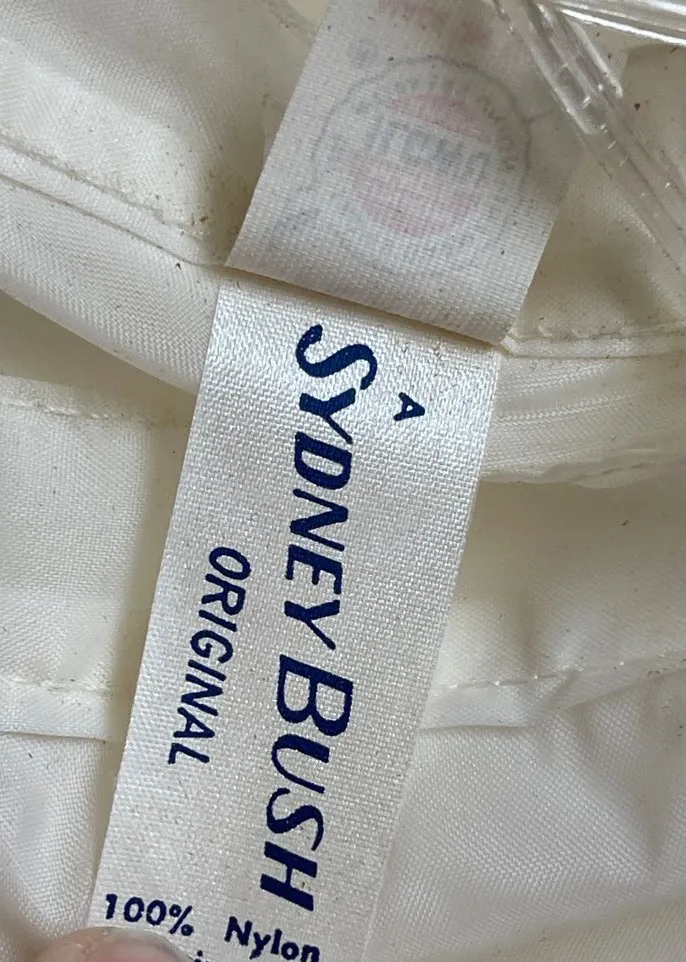 A
SYDNEY BUSH
ORIGINAL
100% Nylon